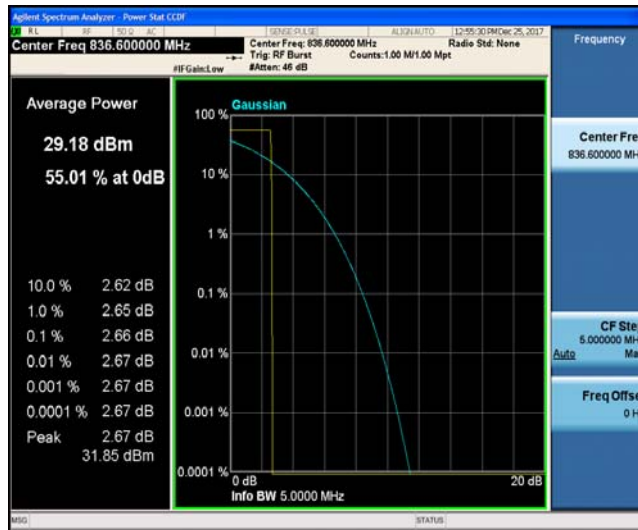 Agilent Spectrum Analyzer - Power Stat CCDF
RL RF 50 Ω AC SENSE:PULSE ALIGN AUTO 12:55:30 PM Dec 25, 2017
Center Freq 836.600000 MHz
Center Freq: 836.600000 MHz Radio Std: None
Trig: RF Burst Counts:1.00 M/1.00 Mpt
#IFGain:Low #Atten: 46 dB
Frequency
Average Power
29.18 dBm
55.01 % at 0dB
10.0 % 2.62 dB
1.0 % 2.65 dB
0.1 % 2.66 dB
0.01 % 2.67 dB
0.001 % 2.67 dB
0.0001 % 2.67 dB
Peak 2.67 dB
31.85 dBm
Gaussian
100 %
10 %
1 %
0.1 %
0.01 %
0.001 %
0.0001 %
0 dB 20 dB
Info BW 5.0000 MHz
Center Fre
836.600000 MH
CF Ste
5.000000 MH
Auto Ma
Freq Offse
0 H
MSG STATUS